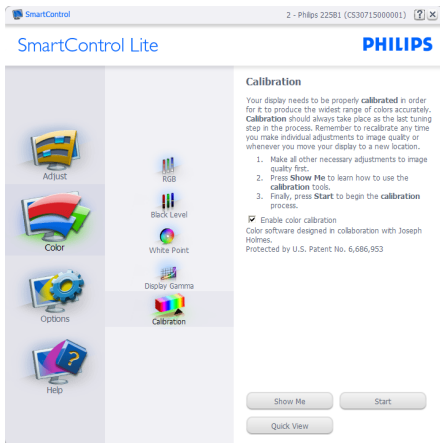 SmartControl
2 - Philips 225B1 (CS30715000001)
SmartControl Lite
PHILIPS
Adjust
Color
Options
Help
RGB
Black Level
White Point
Display Gamma
Calibration
Calibration
Your display needs to be properly calibrated in order
for it to produce the widest range of colors accurately.
Calibration should always take place as the last tuning
step in the process. Remember to recalibrate any time
you make individual adjustments to image quality or
whenever you move your display to a new location.
1. Make all other necessary adjustments to image
quality first.
2. Press Show Me to learn how to use the
calibration tools.
3. Finally, press Start to begin the calibration
process.
Enable color calibration
Color software designed in collaboration with Joseph
Holmes.
Protected by U.S. Patent No. 6,686,953
Show Me
Start
Quick View